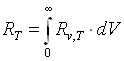 R_T = ∫_0^∞ R_{ν,T} · dV